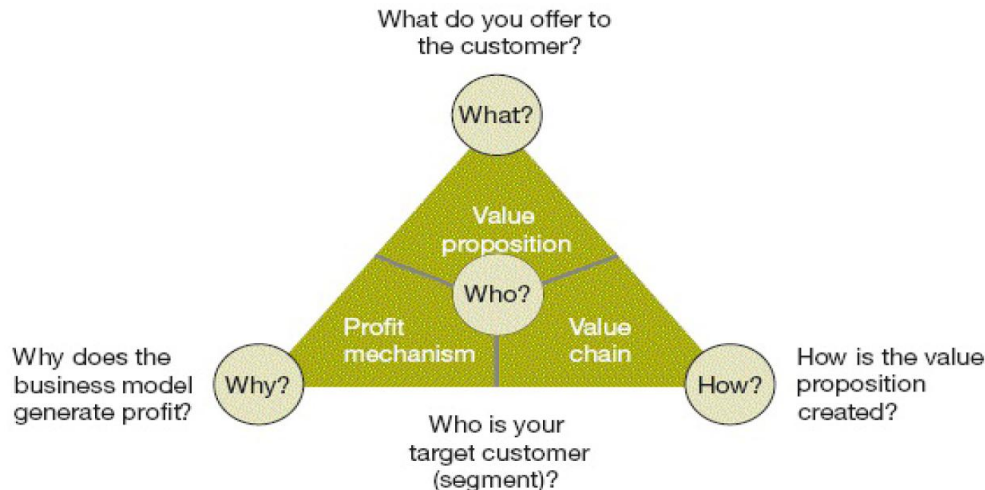 What do you offer to
the customer?
What?
Value
proposition
Who?
Profit
mechanism
Value
chain
Why does the
business model
generate profit?
Why?
How?
How is the value
proposition
created?
Who is your
target customer
(segment)?